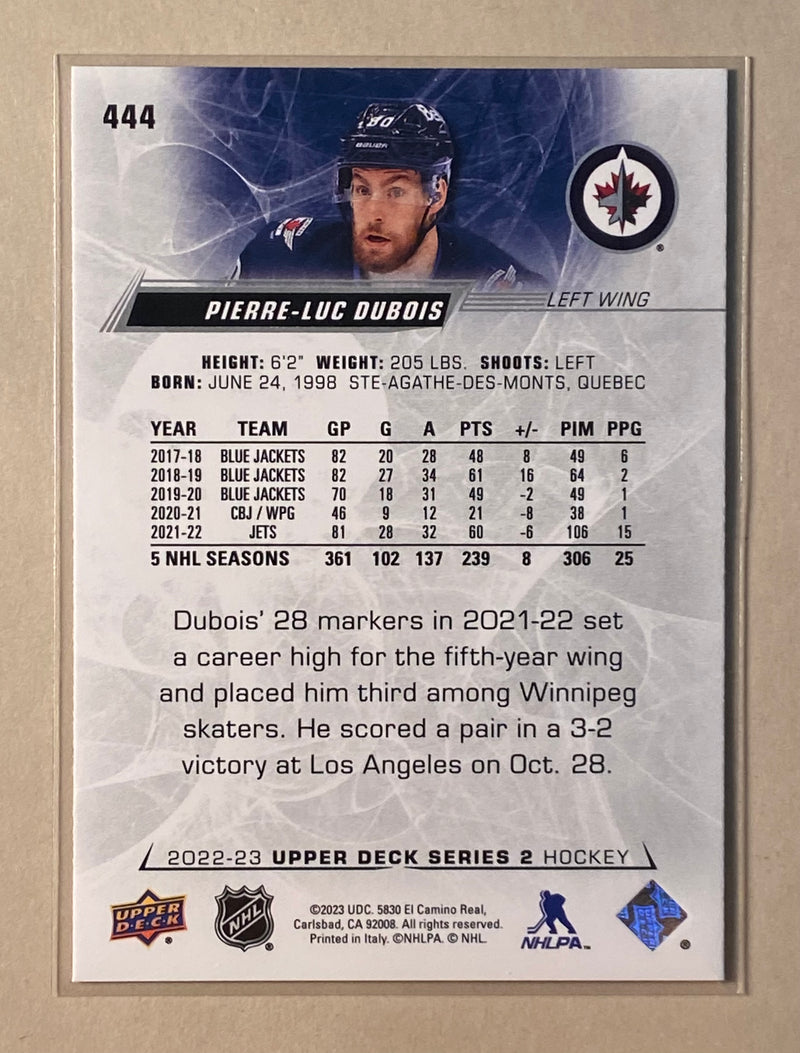 444
80 Be
BAUER
PIERRE-LUC DUBOIS
LEFT WING
HEIGHT: 6'2" WEIGHT: 205 LBS. SHOOTS: LEFT
BORN: JUNE 24, 1998 STE-AGATHE-DES-MONTS, QUEBEC
YEAR TEAM GP G A PTS +/- PIM PPG
2017-18 BLUE JACKETS 82 20 28 48 8 49 6
2018-19 BLUE JACKETS 82 27 34 61 16 64 2
2019-20 BLUE JACKETS 70 18 31 49 -2 49 1
2020-21 CBJ / WPG 46 9 12 21 -8 38 1
2021-22 JETS 81 28 32 60 -6 106 15
5 NHL SEASONS 361 102 137 239 8 306 25
Dubois' 28 markers in 2021-22 set
a career high for the fifth-year wing
and placed him third among Winnipeg
skaters. He scored a pair in a 3-2
victory at Los Angeles on Oct. 28.
2022-23 UPPER DECK SERIES 2 HOCKEY
UPPER
D·E·C·K
®
NHL
®
©2023 UDC. 5830 El Camino Real,
Carlsbad, CA 92008. All rights reserved.
Printed in Italy. ©NHLPA. © NHL.
NHLPA™
®